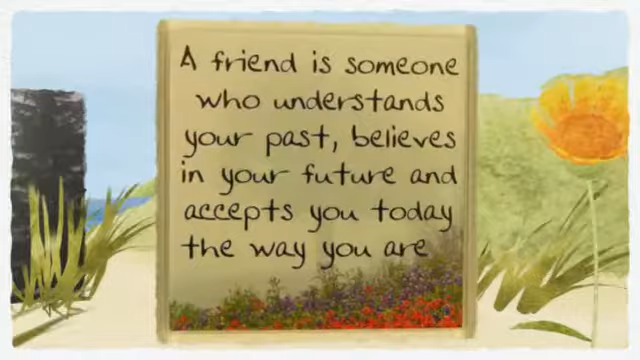 A friend is someone
who understands
your past, believes
in your future and
accepts you today
the way you are